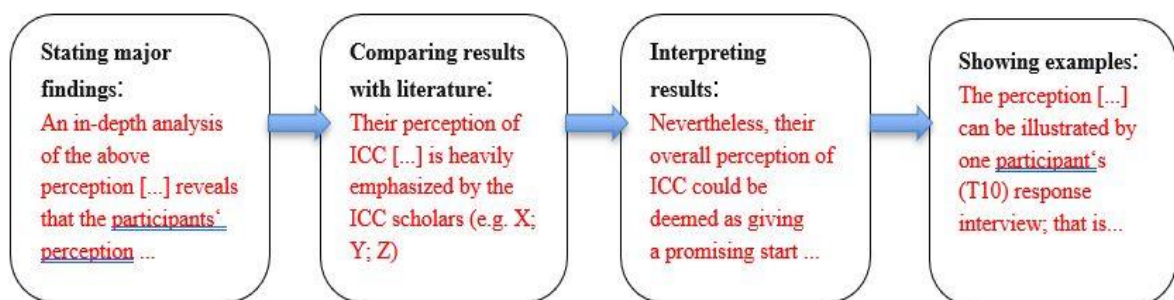 Stating major
findings:
An in-depth analysis
of the above
perception [...] reveals
that the participants‘
perception ...
Comparing results
with literature:
Their perception of
ICC [...] is heavily
emphasized by the
ICC scholars (e.g. X;
Y; Z)
Interpreting
results:
Nevertheless, their
overall perception of
ICC could be
deemed as giving
a promising start ...
Showing examples:
The perception [...]
can be illustrated by
one participant‘s
(T10) response
interview; that is...